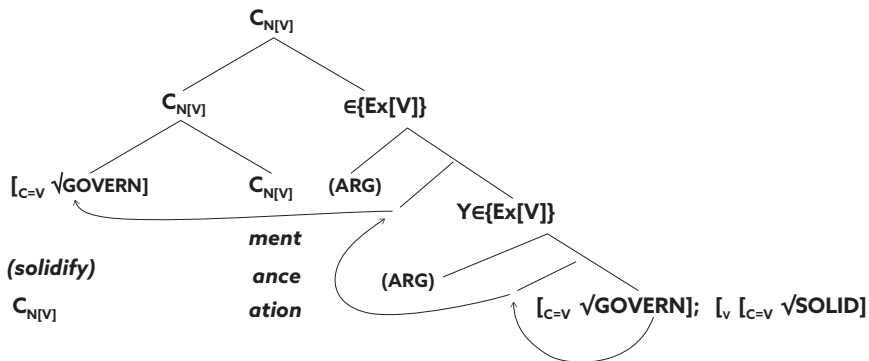 C_N[V]
C_N[V] ∈{Ex[V]}
[_C=V √GOVERN] C_N[V] (ARG)
Y∈{Ex[V]}
ment
(solidify) ance (ARG)
C_N[V] ation [_C=V √GOVERN]; [_v [_C=V √SOLID]